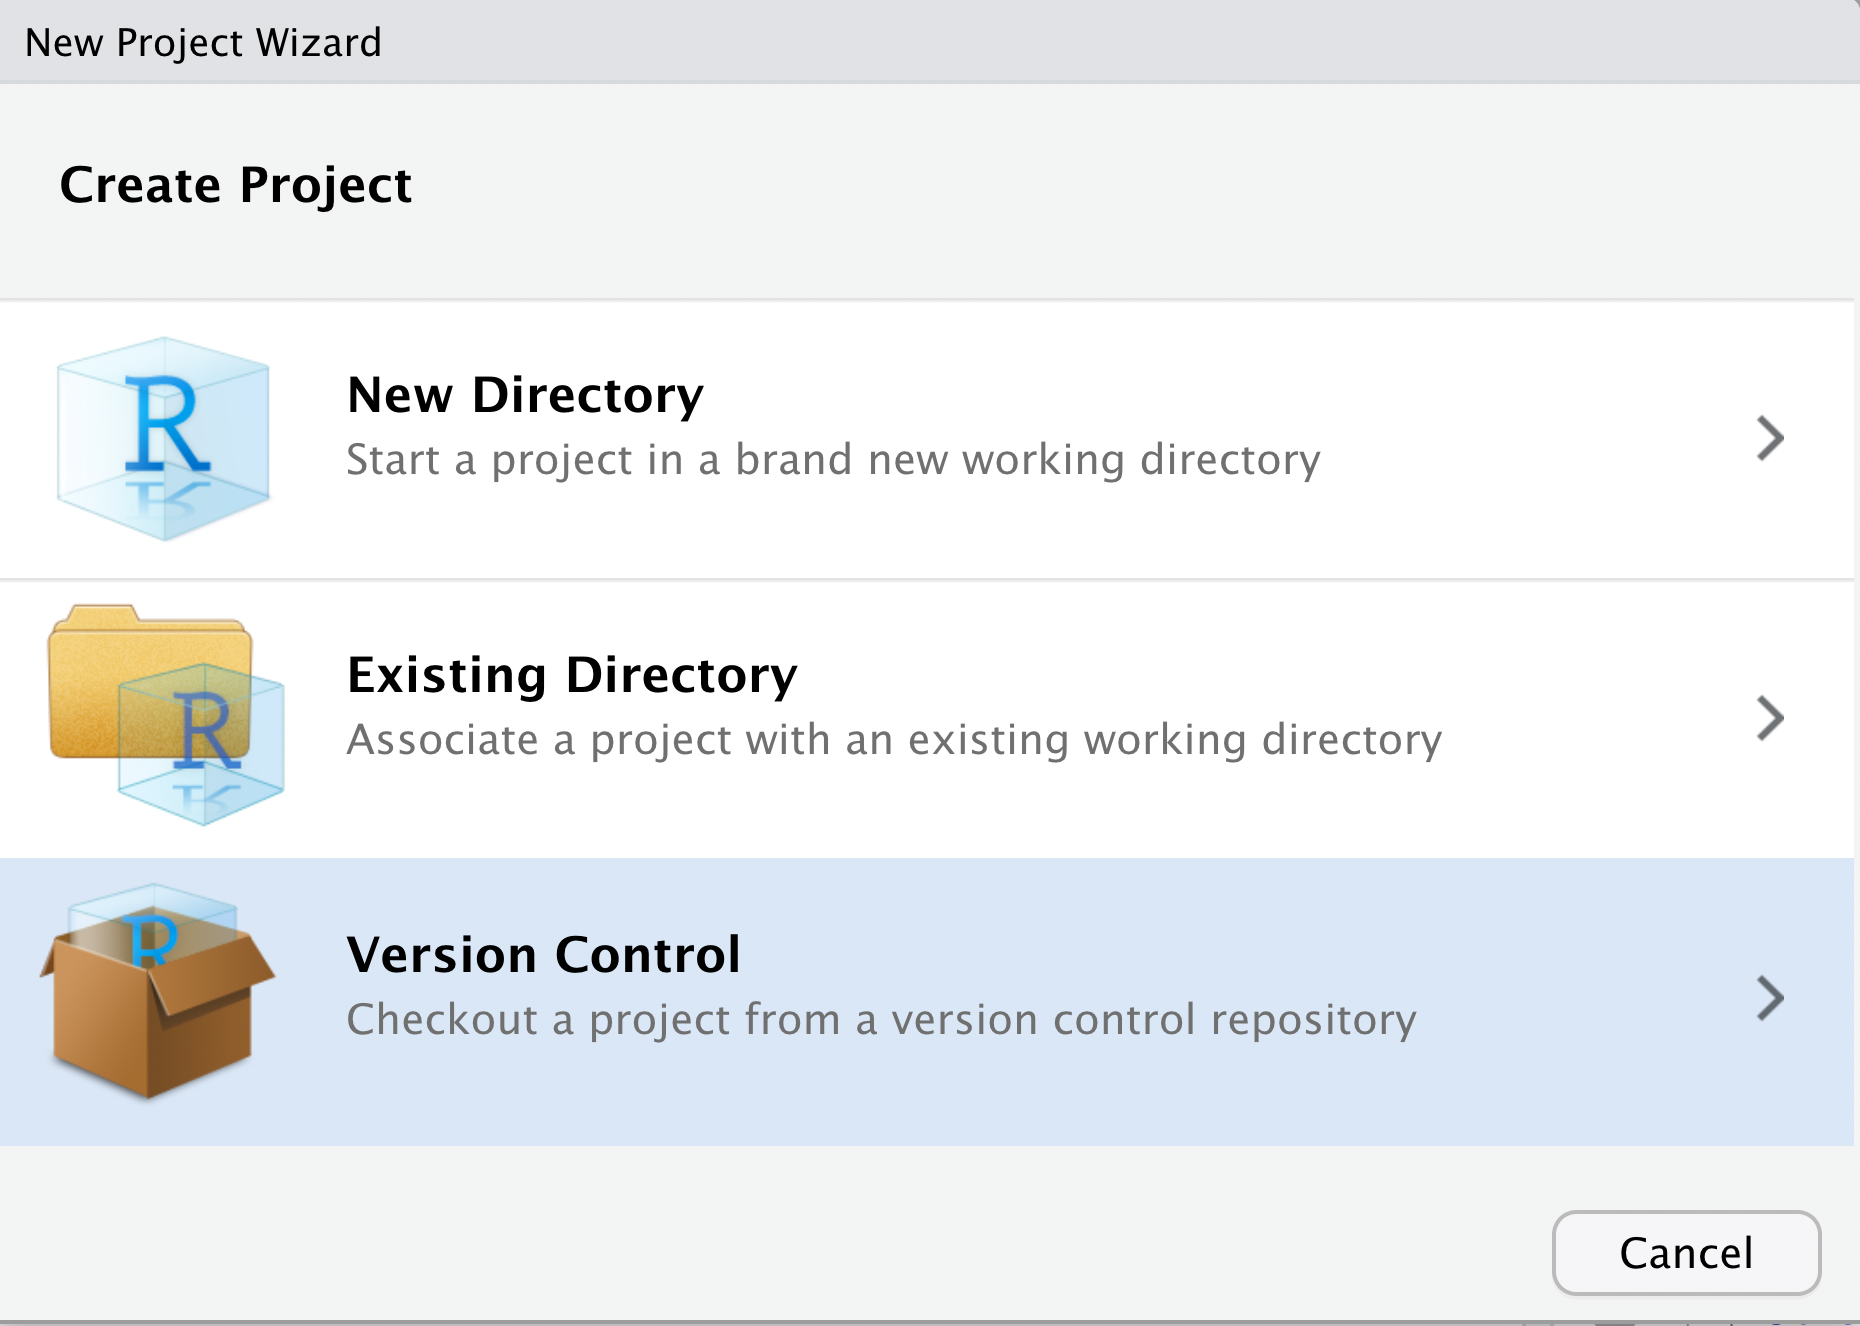 New Project Wizard
Create Project
R
New Directory
Start a project in a brand new working directory
R
Existing Directory
Associate a project with an existing working directory
R
Version Control
Checkout a project from a version control repository
Cancel